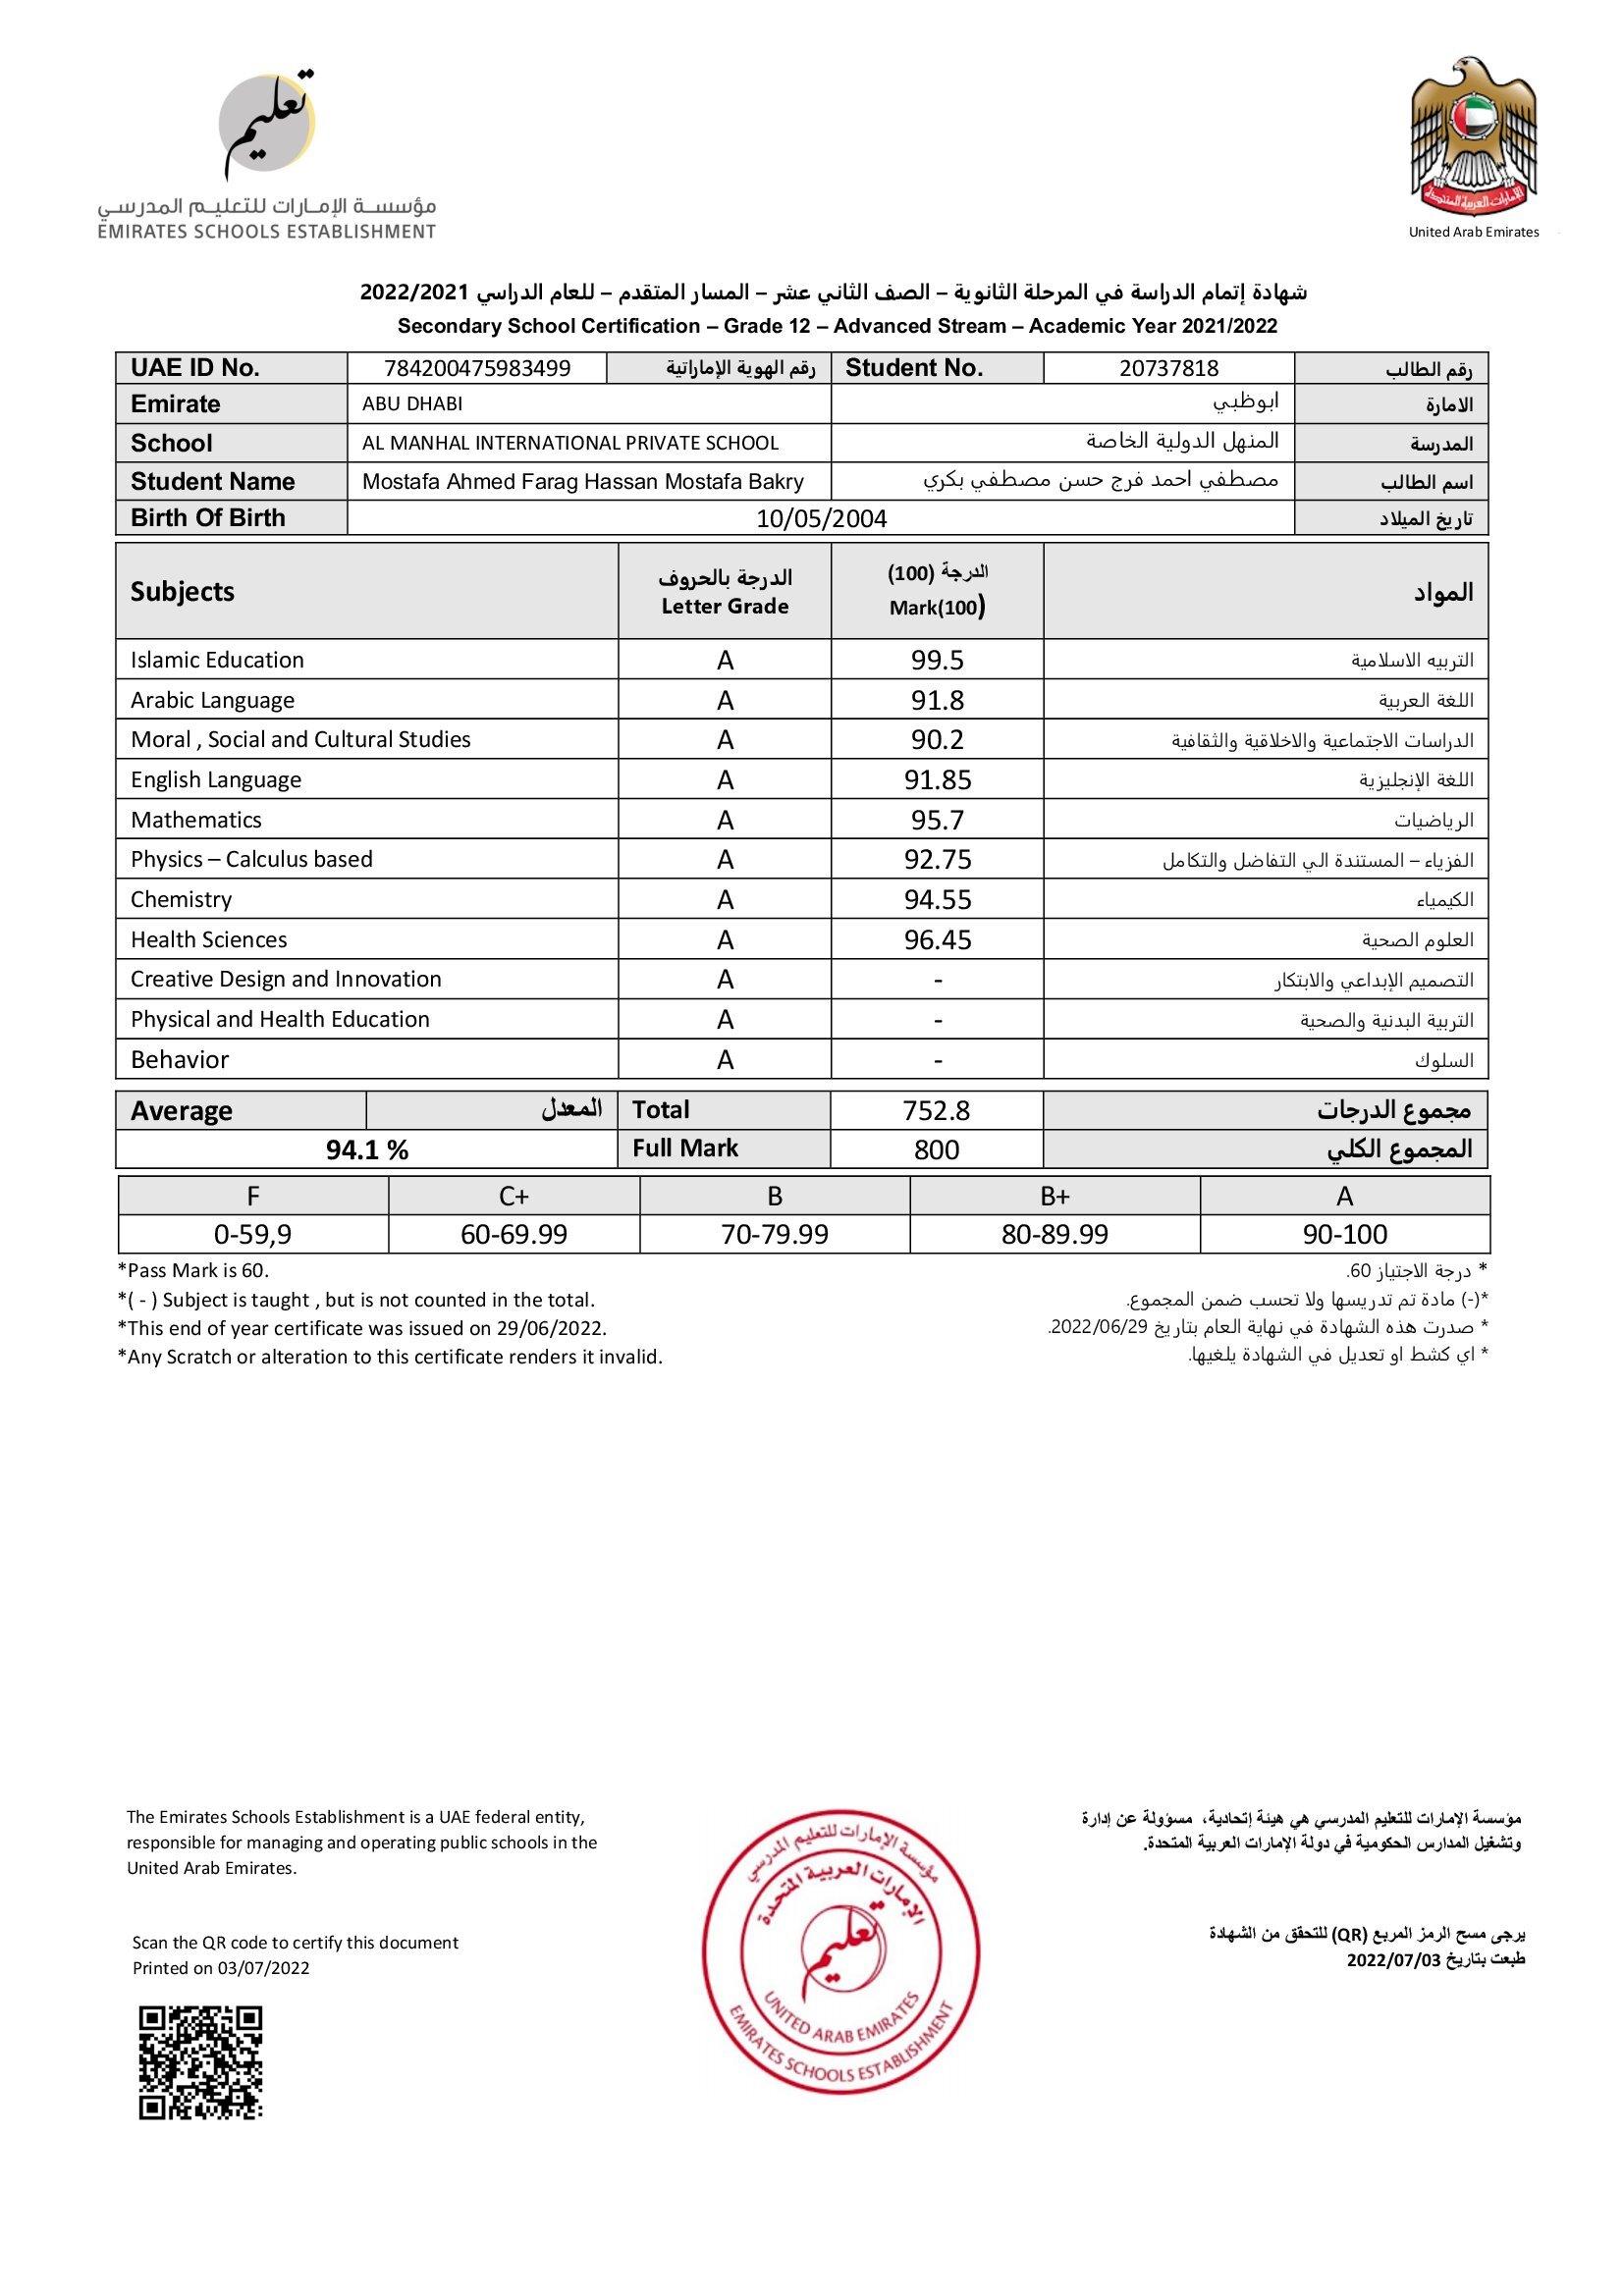 تعليم
مؤسسة الإمارات للتعليم المدرسي
EMIRATES SCHOOLS ESTABLISHMENT
الإمارات العربية المتحدة
United Arab Emirates
شهادة إتمام الدراسة في المرحلة الثانوية – الصف الثاني عشر – المسار المتقدم – للعام الدراسي 2022/2021
Secondary School Certification – Grade 12 – Advanced Stream – Academic Year 2021/2022
UAE ID No. 784200475983499 رقم الهوية الإماراتية Student No. 20737818 رقم الطالب
Emirate ABU DHABI ابوظبي الامارة
School AL MANHAL INTERNATIONAL PRIVATE SCHOOL المنهل الدولية الخاصة المدرسة
Student Name Mostafa Ahmed Farag Hassan Mostafa Bakry مصطفي احمد فرج حسن مصطفي بكري اسم الطالب
Birth Of Birth 10/05/2004 تاريخ الميلاد
Subjects الدرجة بالحروف Letter Grade الدرجة (100) Mark(100) المواد
Islamic Education A 99.5 التربيه الاسلامية
Arabic Language A 91.8 اللغة العربية
Moral , Social and Cultural Studies A 90.2 الدراسات الاجتماعية والاخلاقية والثقافية
English Language A 91.85 اللغة الإنجليزية
Mathematics A 95.7 الرياضيات
Physics – Calculus based A 92.75 الفزياء – المستندة الي التفاضل والتكامل
Chemistry A 94.55 الكيمياء
Health Sciences A 96.45 العلوم الصحية
Creative Design and Innovation A - التصميم الإبداعي والابتكار
Physical and Health Education A - التربية البدنية والصحية
Behavior A - السلوك
Average المعدل Total 752.8 مجموع الدرجات
94.1 % Full Mark 800 المجموع الكلي
F C+ B B+ A
0-59,9 60-69.99 70-79.99 80-89.99 90-100
*Pass Mark is 60. * درجة الاجتياز 60.
*( - ) Subject is taught , but is not counted in the total. *(-) مادة تم تدريسها ولا تحسب ضمن المجموع.
*This end of year certificate was issued on 29/06/2022. * صدرت هذه الشهادة في نهاية العام بتاريخ 2022/06/29.
*Any Scratch or alteration to this certificate renders it invalid. * اي كشط او تعديل في الشهادة يلغيها.
The Emirates Schools Establishment is a UAE federal entity,
responsible for managing and operating public schools in the
United Arab Emirates.
مؤسسة الإمارات للتعليم المدرسي هي هيئة إتحادية، مسؤولة عن إدارة
وتشغيل المدارس الحكومية في دولة الإمارات العربية المتحدة.
Scan the QR code to certify this document
Printed on 03/07/2022
يرجى مسح الرمز المربع (QR) للتحقق من الشهادة
طبعت بتاريخ 2022/07/03
مؤسسة الإمارات للتعليم المدرسي
الإمارات العربية المتحدة
تعليم
UNITED ARAB EMIRATES
EMIRATES SCHOOLS ESTABLISHMENT